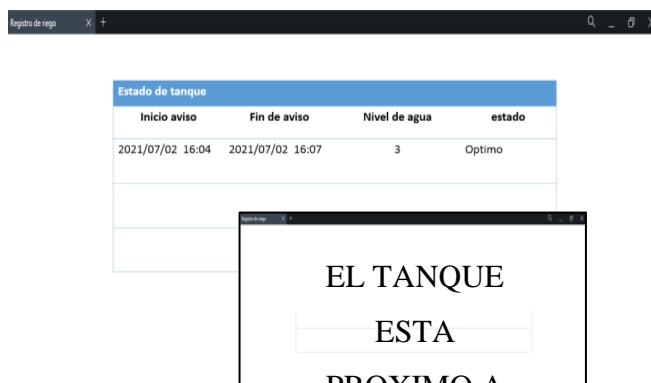 Registro de riego X +
Estado de tanque
Inicio aviso Fin de aviso Nivel de agua estado
2021/07/02 16:04 2021/07/02 16:07 3 Optimo
Registro de riego X +
EL TANQUE
ESTA
PROXIMO A